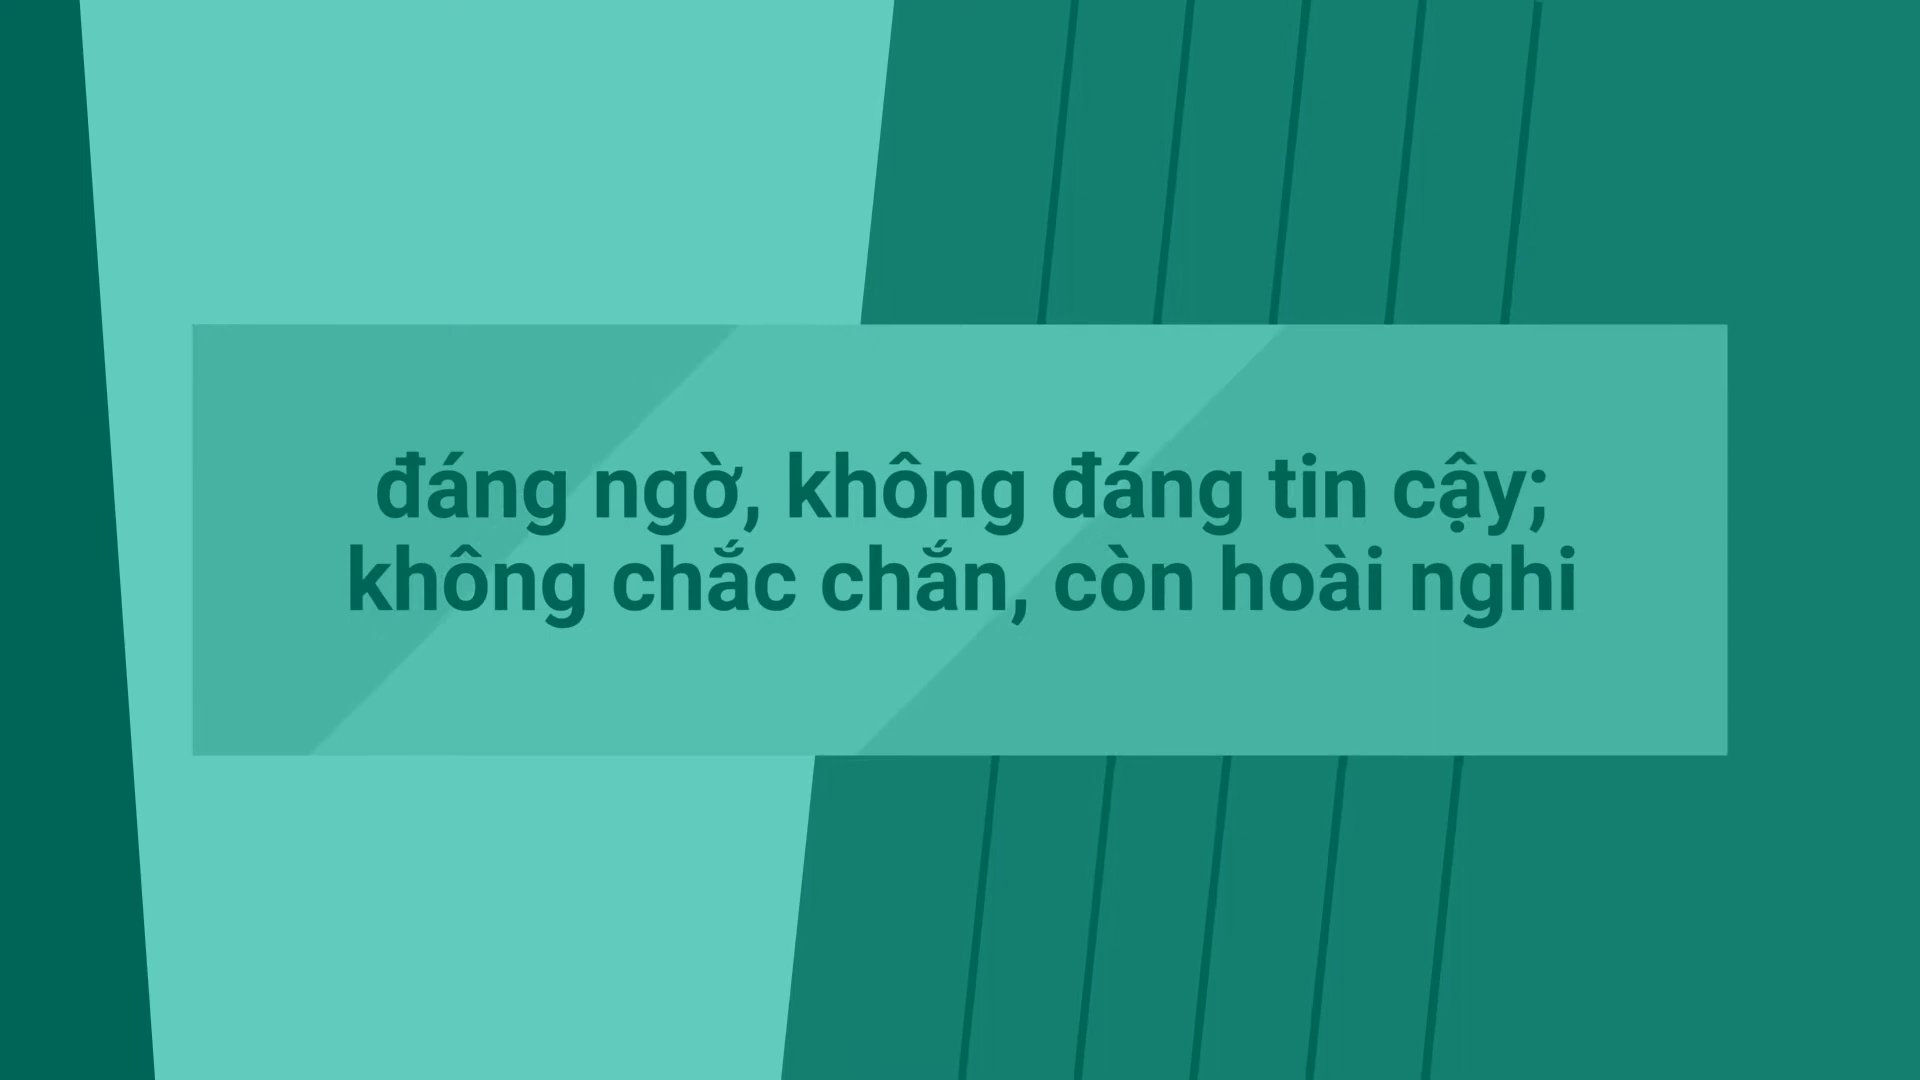 đáng ngờ, không đáng tin cậy;
không chắc chắn, còn hoài nghi